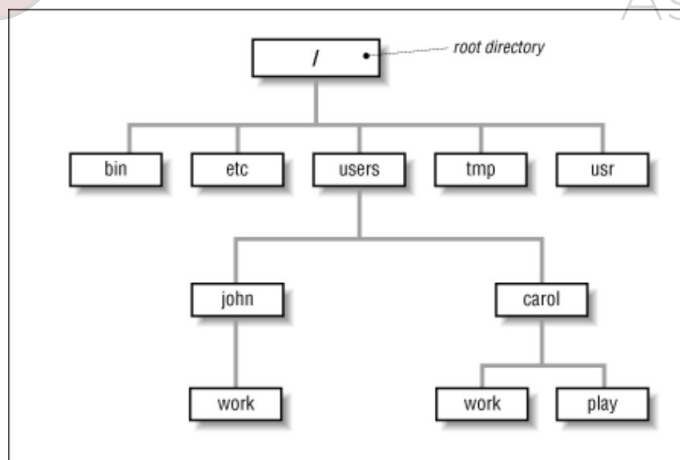 /
root directory
bin etc users tmp usr
john carol
work work play